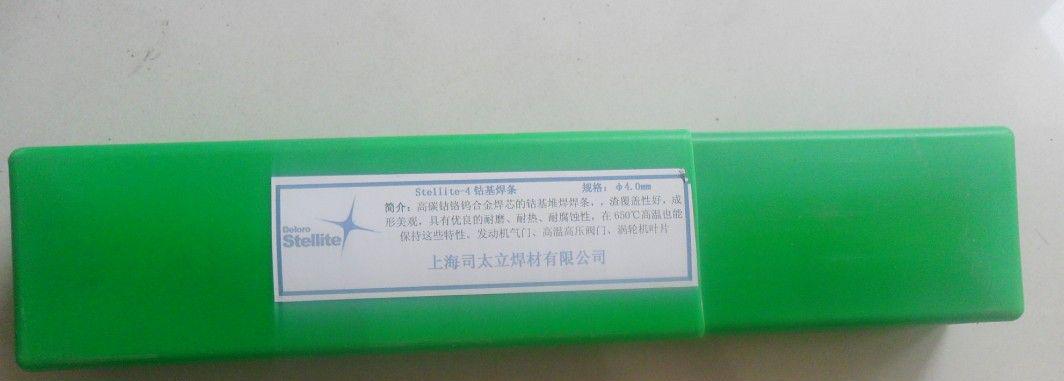 Stellite-4 钴基焊条 规格：φ4.0mm
简介：高碳钴铬钨合金焊芯的钴基堆焊焊条，，渣覆盖性好，成
形美观，具有优良的耐磨、耐热、耐腐蚀性，在 650℃高温也能
保持这些特性。发动机气门、高温高压阀门，涡轮机叶片
Deloro
Stellite
上海司太立焊材有限公司